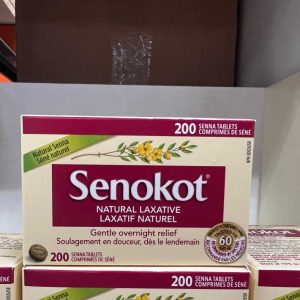 200 SENNA TABLETS
COMPRIMÉS DE SÉNÉ
Natural Senna
Séné naturel
Senokot®
NATURAL LAXATIVE
LAXATIF NATUREL
Gentle overnight relief
Soulagement en douceur, dès le lendemain
60
200 SENNA TABLETS
COMPRIMÉS DE SÉNÉ
200 SENNA TABLETS
COMPRIMÉS DE SÉNÉ